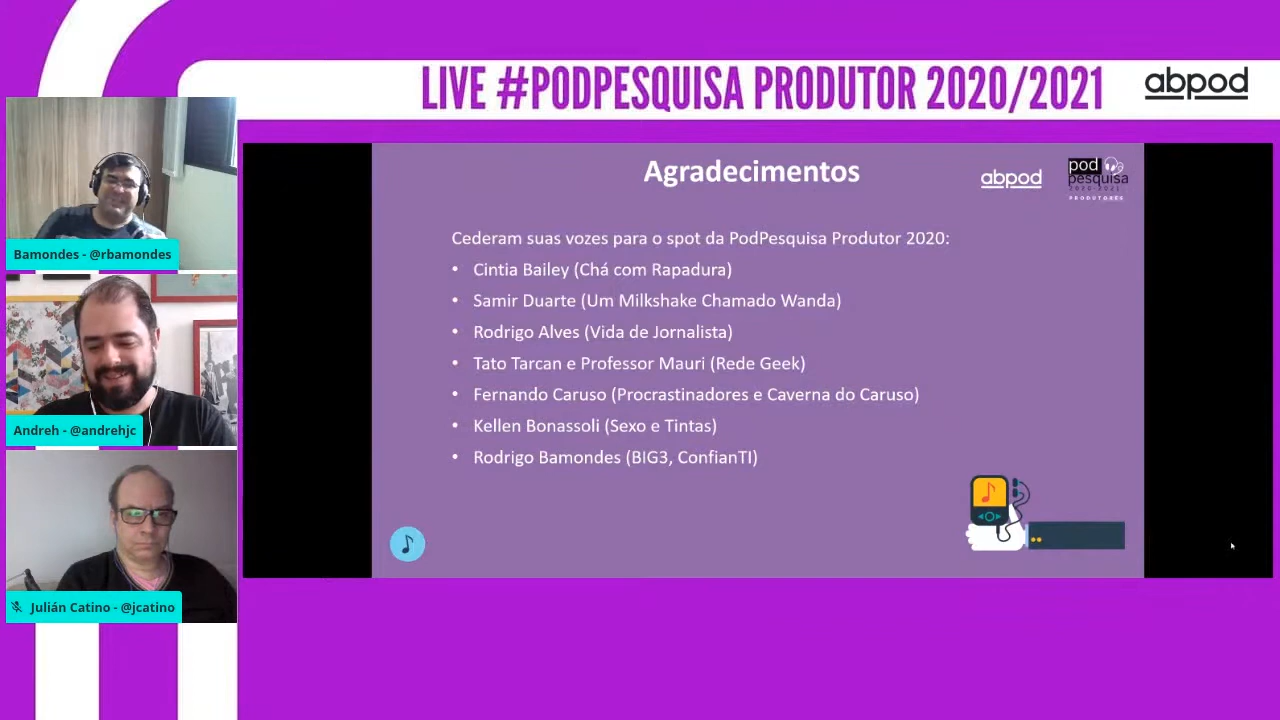 LIVE #PODPESQUISA PRODUTOR 2020/2021
abpod
Bamondes - @rbamondes
Andreh - @andrehjc
Julián Catino - @jcatino
Agradecimentos
abpod
pod
pesquisa
2020-2021
PRODUTORES
Cederam suas vozes para o spot da PodPesquisa Produtor 2020:
• Cintia Bailey (Chá com Rapadura)
• Samir Duarte (Um Milkshake Chamado Wanda)
• Rodrigo Alves (Vida de Jornalista)
• Tato Tarcan e Professor Mauri (Rede Geek)
• Fernando Caruso (Procrastinadores e Caverna do Caruso)
• Kellen Bonassoli (Sexo e Tintas)
• Rodrigo Bamondes (BIG3, ConfianTI)